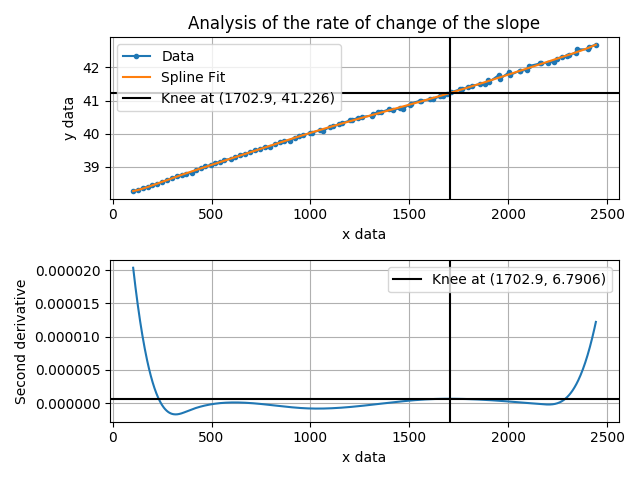 Analysis of the rate of change of the slope
Data
Spline Fit
Knee at (1702.9, 41.226)
42
41
40
39
y data
0
500
1000
1500
2000
2500
x data
Knee at (1702.9, 6.7906)
0.000020
0.000015
0.000010
0.000005
0.000000
Second derivative
0
500
1000
1500
2000
2500
x data